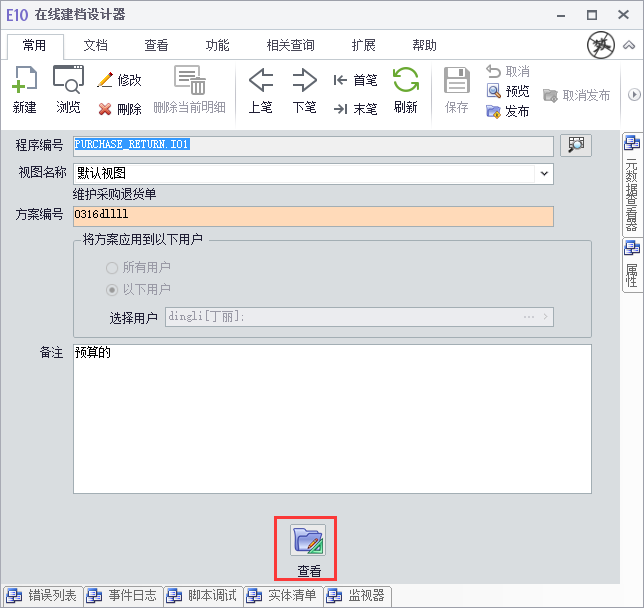 E10 在线建档设计器
常用 文档 查看 功能 相关查询 扩展 帮助
新建 浏览 修改 删除 删除当前明细 上笔 下笔 首笔 末笔 刷新 保存 取消 预览 发布 取消发布
程序编号 PURCHASE_RETURN.I01
视图名称 默认视图
维护采购退货单
方案编号 0316dllll
将方案应用到以下用户
所有用户
以下用户
选择用户 dingli[丁丽];
备注 预算的
查看
元数据查看器
属性
错误列表 事件日志 脚本调试 实体清单 监视器